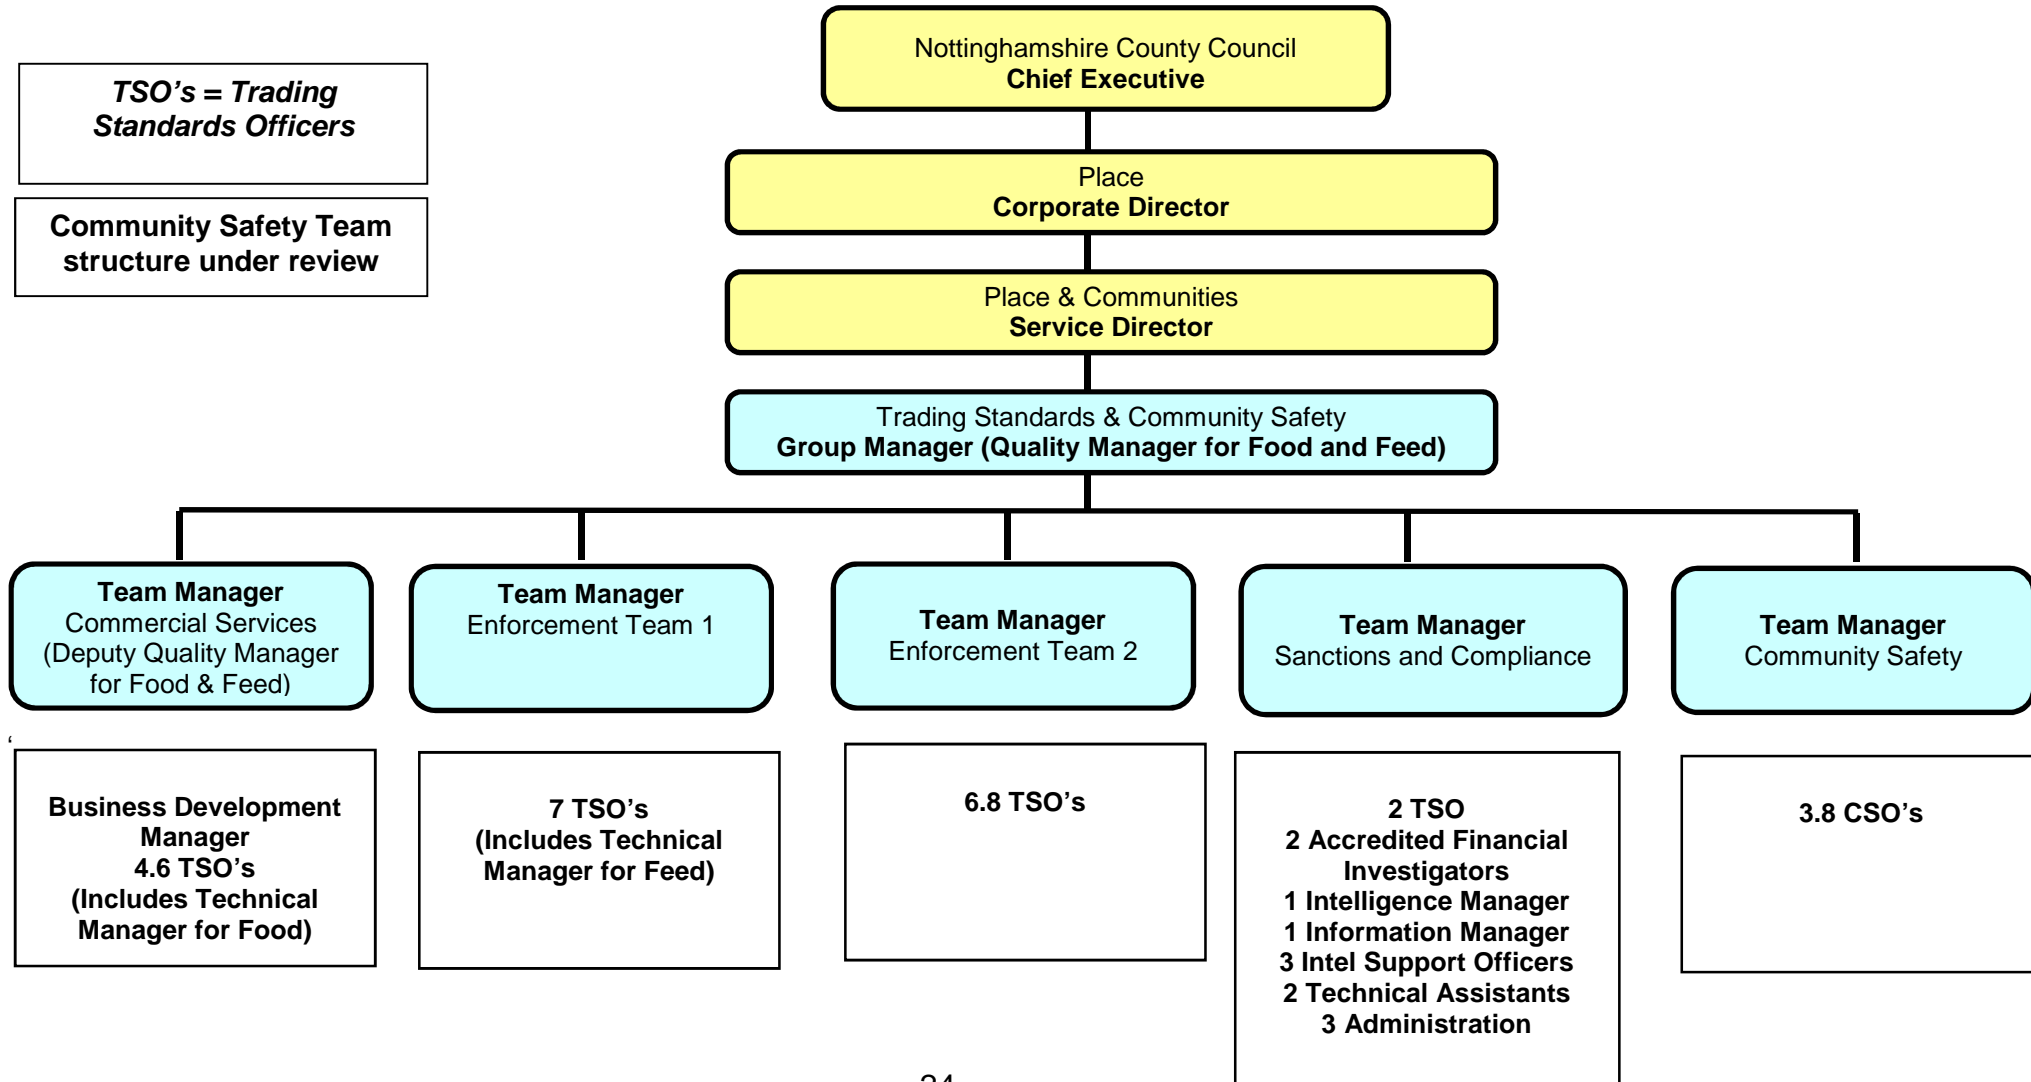 Nottinghamshire County Council
Chief Executive
TSO's = Trading
Standards Officers
Community Safety Team
structure under review
Place
Corporate Director
Place & Communities
Service Director
Trading Standards & Community Safety
Group Manager (Quality Manager for Food and Feed)
Team Manager
Commercial Services
(Deputy Quality Manager
for Food & Feed)
Team Manager
Enforcement Team 1
Team Manager
Enforcement Team 2
Team Manager
Sanctions and Compliance
Team Manager
Community Safety
‘
Business Development
Manager
4.6 TSO’s
(Includes Technical
Manager for Food)
7 TSO’s
(Includes Technical
Manager for Feed)
6.8 TSO’s
2 TSO
2 Accredited Financial
Investigators
1 Intelligence Manager
1 Information Manager
3 Intel Support Officers
2 Technical Assistants
3 Administration
3.8 CSO’s